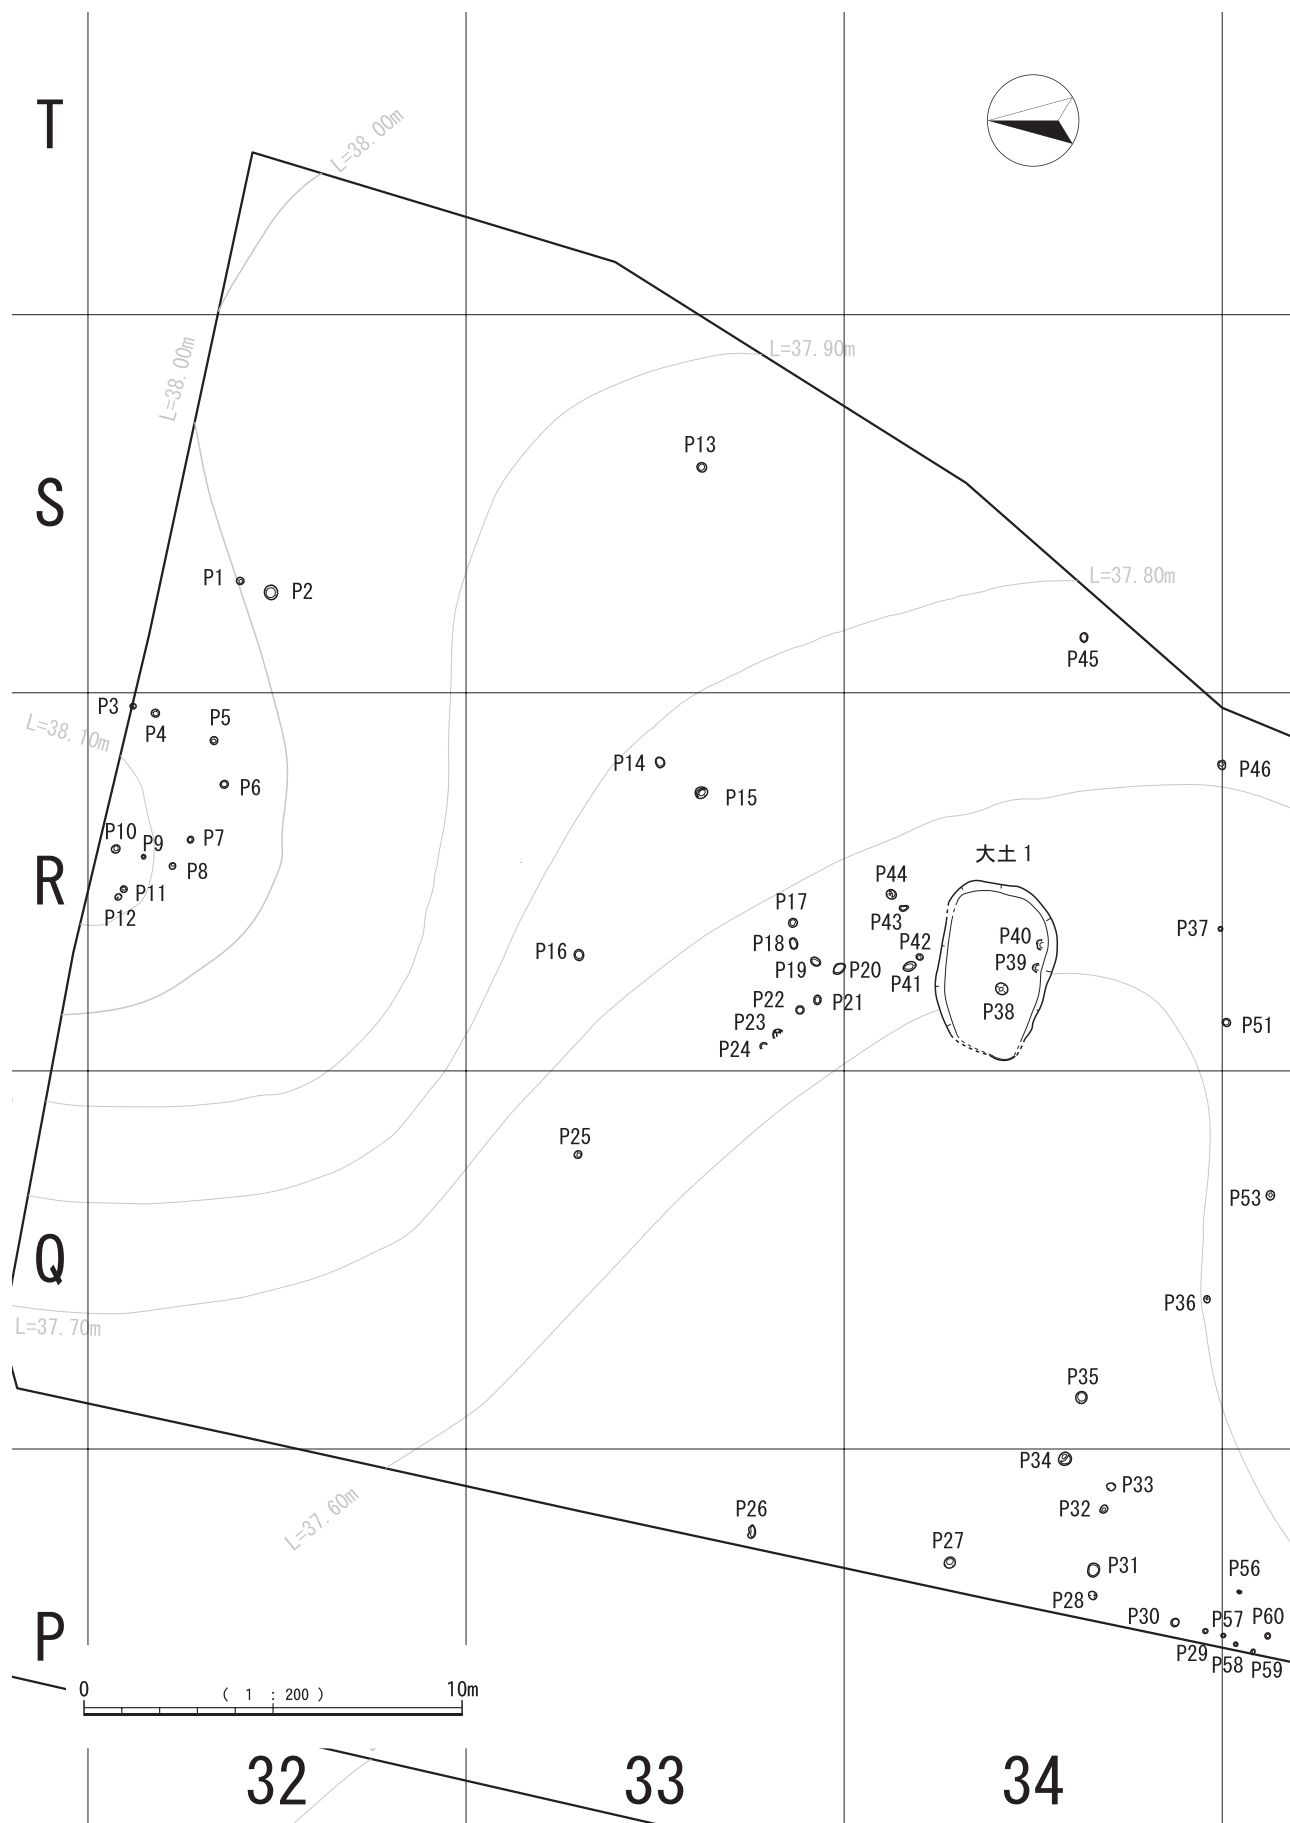 T
L=38.00m
L=38.00m
L=37.90m
P13
S
L=37.80m
P1
P2
P45
P3
P4
P5
L=38.10m
P14
P15
P46
P6
P10
P9
P7
P8
大土1
R
P11
P12
P44
P43
P17
P18
P42
P40
P37
P16
P19
P20
P41
P39
P22
P21
P38
P23
P24
P51
P25
P53
Q
P36
L=37.70m
P35
P34
P33
P32
L=37.60m
P26
P27
P31
P56
P28
P30
P57
P60
P
P29
P58
P59
0
( 1 : 200 )
10m
32
33
34